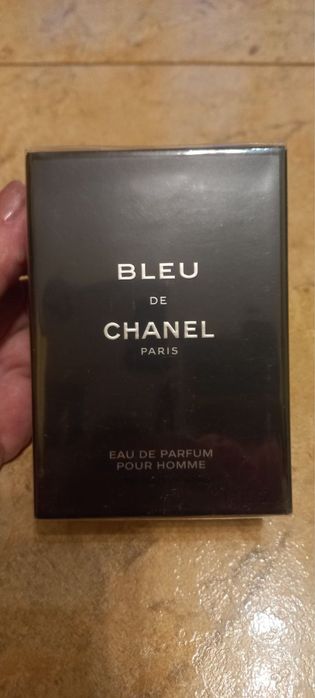 BLEU
DE
CHANEL
PARIS
EAU DE PARFUM
POUR HOMME